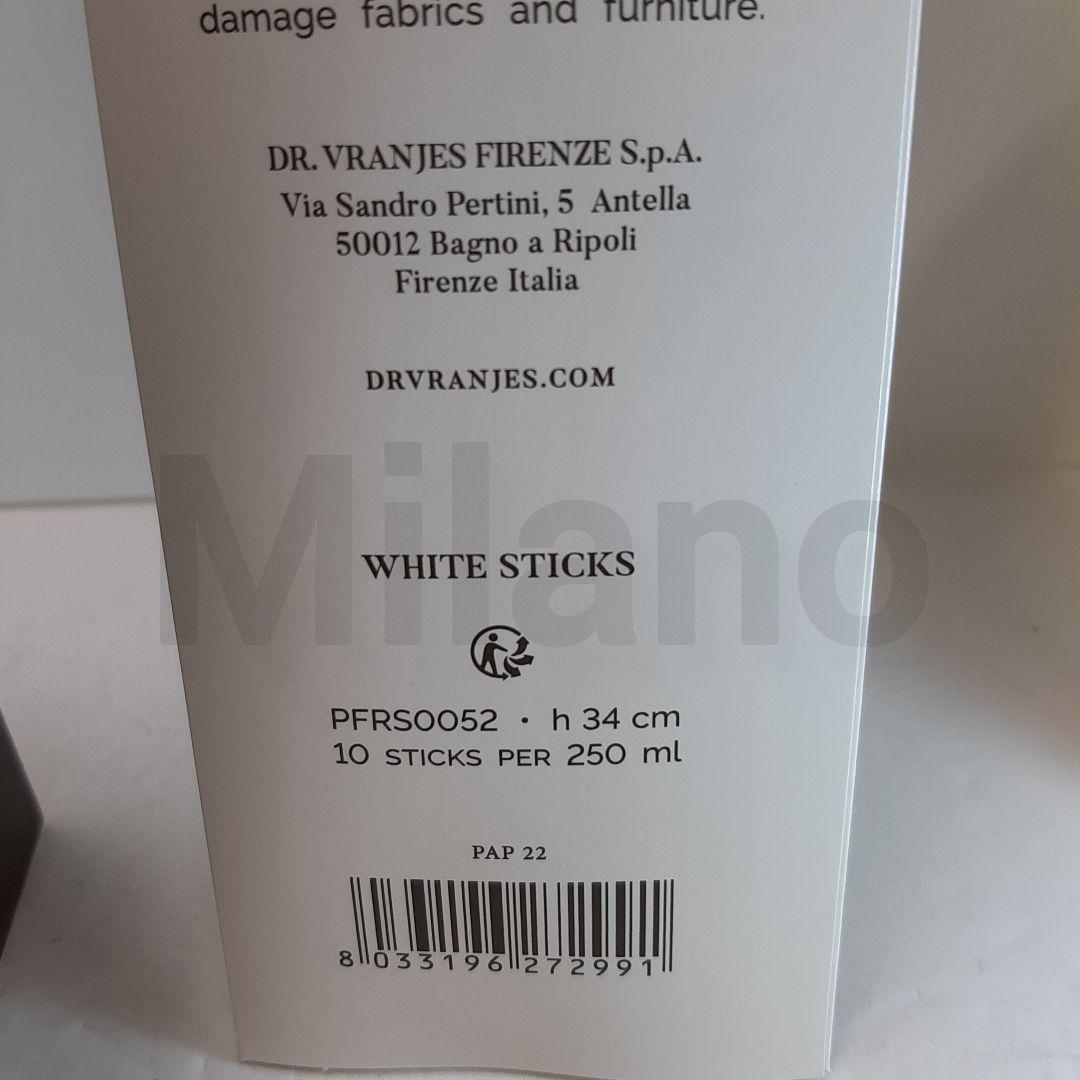 damage fabrics and furniture.
DR. VRANJES FIRENZE S.p.A.
Via Sandro Pertini, 5 Antella
50012 Bagno a Ripoli
Firenze Italia
DRVRANJES.COM
Milano
WHITE STICKS
PFRS0052 • h 34 cm
10 STICKS PER 250 ml
PAP 22
8 033196 272991